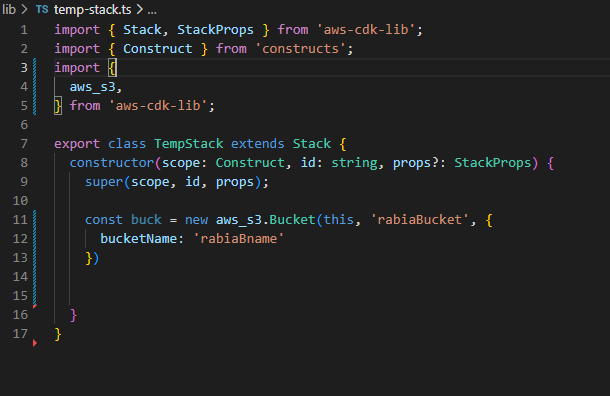 lib > TS temp-stack.ts > ...
1 import { Stack, StackProps } from 'aws-cdk-lib';
2 import { Construct } from 'constructs';
3 import {
4   aws_s3,
5 } from 'aws-cdk-lib';
6
7 export class TempStack extends Stack {
8   constructor(scope: Construct, id: string, props?: StackProps) {
9     super(scope, id, props);
10
11     const buck = new aws_s3.Bucket(this, 'rabiaBucket', {
12       bucketName: 'rabiaBname'
13     })
14
15
16   }
17 }